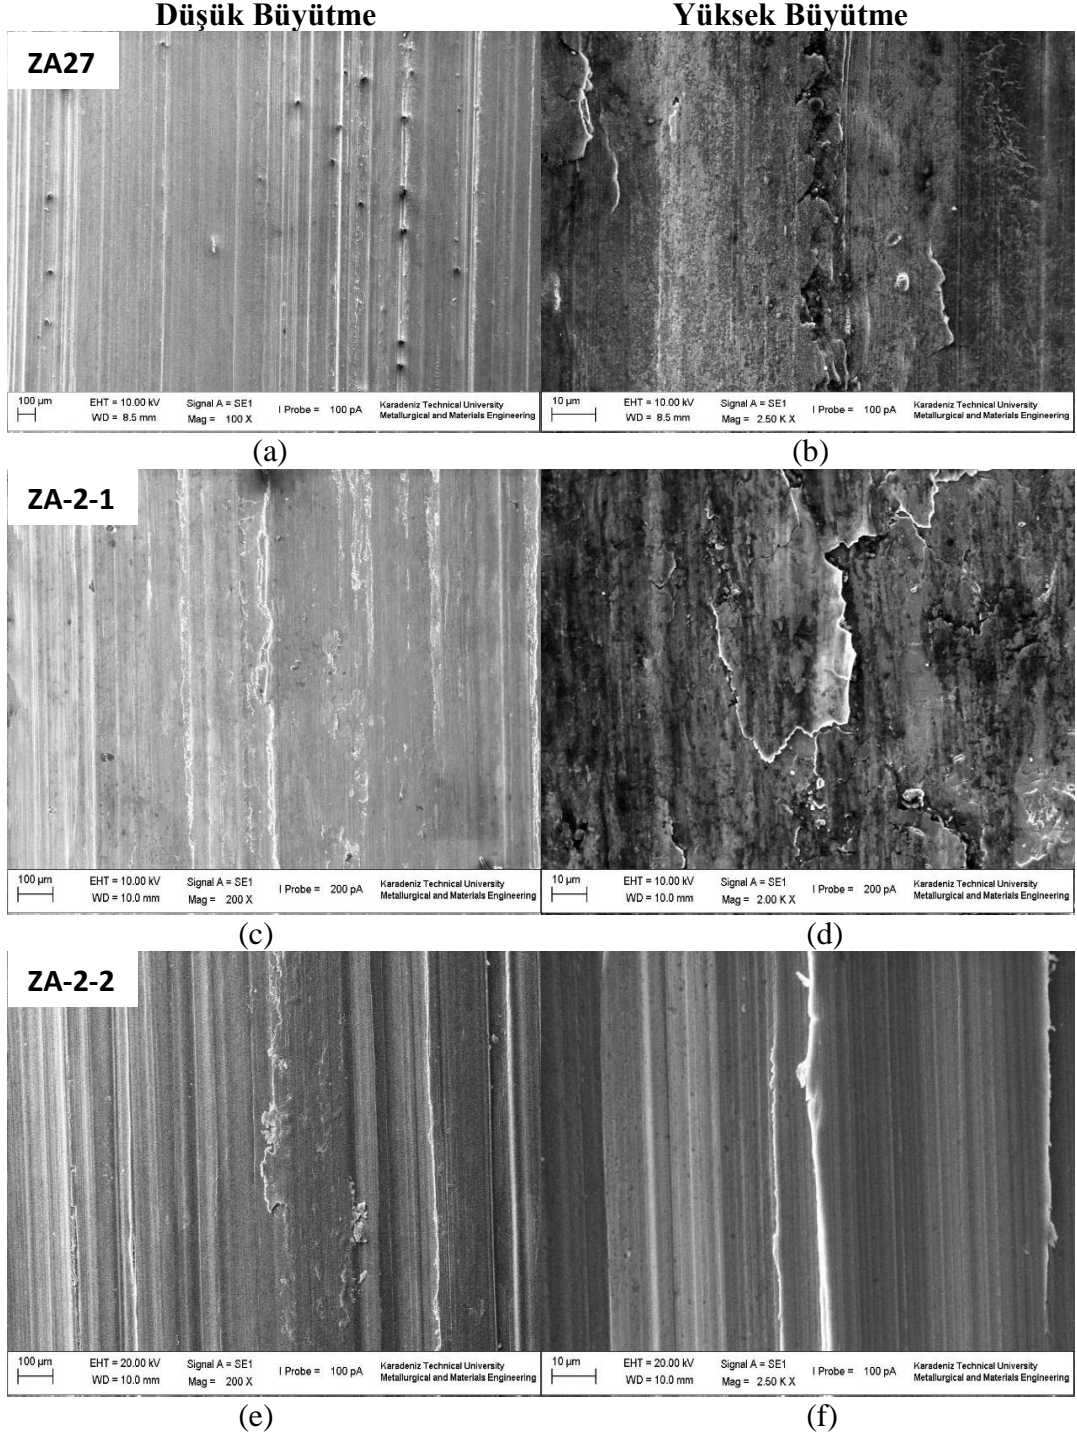 Düşük Büyütme
Yüksek Büyütme
ZA27
100 µm
EHT = 10.00 kV
WD = 8.5 mm
Signal A = SE1
Mag = 100 X
I Probe = 100 pA
Karadeniz Technical University
Metallurgical and Materials Engineering
10 µm
EHT = 10.00 kV
WD = 8.5 mm
Signal A = SE1
Mag = 2.50 K X
I Probe = 100 pA
Karadeniz Technical University
Metallurgical and Materials Engineering
(a)
(b)
ZA-2-1
100 µm
EHT = 10.00 kV
WD = 10.0 mm
Signal A = SE1
Mag = 200 X
I Probe = 200 pA
Karadeniz Technical University
Metallurgical and Materials Engineering
10 µm
EHT = 10.00 kV
WD = 10.0 mm
Signal A = SE1
Mag = 2.00 K X
I Probe = 200 pA
Karadeniz Technical University
Metallurgical and Materials Engineering
(c)
(d)
ZA-2-2
100 µm
EHT = 20.00 kV
WD = 10.0 mm
Signal A = SE1
Mag = 200 X
I Probe = 100 pA
Karadeniz Technical University
Metallurgical and Materials Engineering
10 µm
EHT = 20.00 kV
WD = 10.0 mm
Signal A = SE1
Mag = 2.50 K X
I Probe = 100 pA
Karadeniz Technical University
Metallurgical and Materials Engineering
(e)
(f)